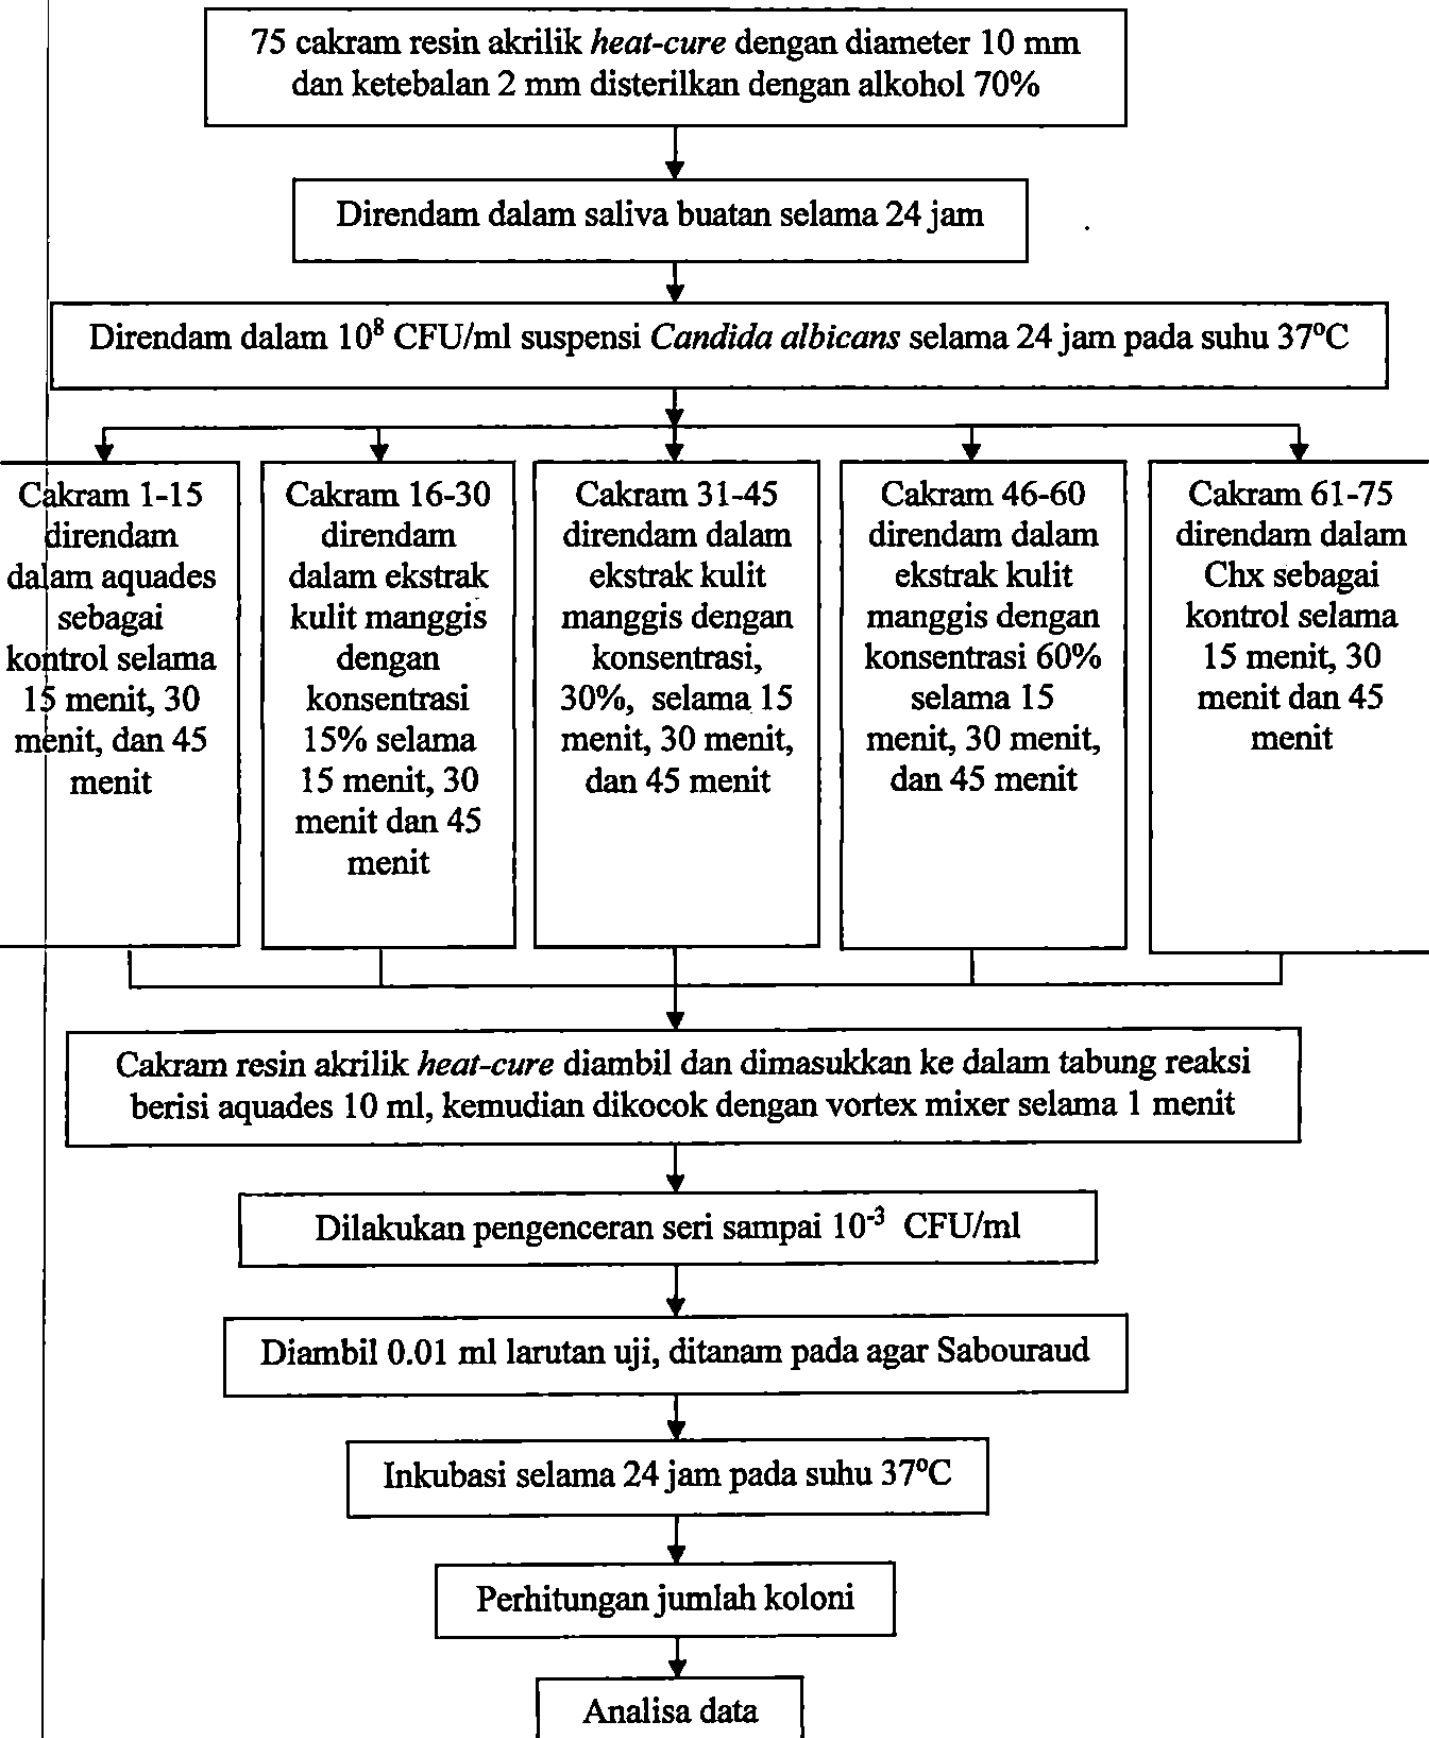 75 cakram resin akrilik heat-cure dengan diameter 10 mm
dan ketebalan 2 mm disterilkan dengan alkohol 70%
Direndam dalam saliva buatan selama 24 jam
Direndam dalam 10⁸ CFU/ml suspensi Candida albicans selama 24 jam pada suhu 37°C
Cakram 1-15
direndam
dalam aquades
sebagai
kontrol selama
15 menit, 30
menit, dan 45
menit
Cakram 16-30
direndam
dalam ekstrak
kulit manggis
dengan
konsentrasi
15% selama
15 menit, 30
menit dan 45
menit
Cakram 31-45
direndam dalam
ekstrak kulit
manggis dengan
konsentrasi,
30%, selama 15
menit, 30 menit,
dan 45 menit
Cakram 46-60
direndam dalam
ekstrak kulit
manggis dengan
konsentrasi 60%
selama 15
menit, 30 menit,
dan 45 menit
Cakram 61-75
direndam dalam
Chx sebagai
kontrol selama
15 menit, 30
menit dan 45
menit
Cakram resin akrilik heat-cure diambil dan dimasukkan ke dalam tabung reaksi
berisi aquades 10 ml, kemudian dikocok dengan vortex mixer selama 1 menit
Dilakukan pengenceran seri sampai 10⁻³ CFU/ml
Diambil 0.01 ml larutan uji, ditanam pada agar Sabouraud
Inkubasi selama 24 jam pada suhu 37°C
Perhitungan jumlah koloni
Analisa data